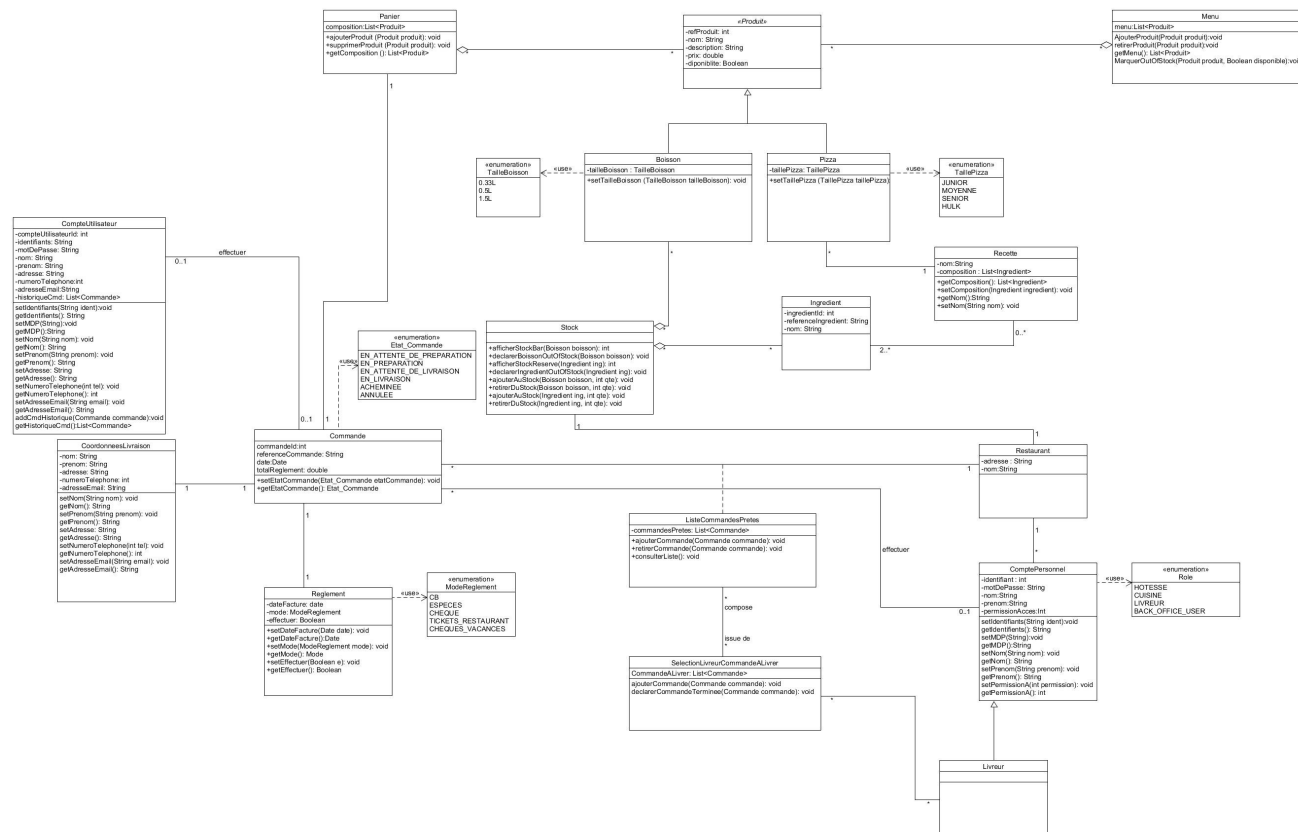 Panier
composition:List<Produit>
+ajouterProduit (Produit produit): void
+supprimerProduit (Produit produit): void
+getComposition (): List<Produit>
*
*
1
«Produit»
-refProduit: int
-nom: String
-description: String
-prix: double
-diponiblite: Boolean
*
*
Menu
menu:List<Produit>
AjouterProduit(Produit produit):void
retirerProduit(Produit produit):void
getMenu(): List<Produit>
MarquerOutOfStock(Produit produit, Boolean disponible):void
«enumeration»
TailleBoisson
0.33L
0.5L
1.5L
«use»
Boisson
-tailleBoisson : TailleBoisson
+setTailleBoisson (TailleBoisson tailleBoisson): void
*
Pizza
-taillePizza: TaillePizza
+setTaillePizza (TaillePizza taillePizza)
*
«use»
«enumeration»
TaillePizza
JUNIOR
MOYENNE
SENIOR
HULK
CompteUtilisateur
-compteUtilisateurId: int
-identifiants: String
-motDePasse: String
-nom: String
-prenom: String
-adresse: String
-numeroTelephone:int
-adresseEmail:String
-historiqueCmd: List<Commande>
setIdentifiants(String ident):void
getIdentifients(): String
setMDP(String):void
getMDP():String
setNom(String nom): void
getNom(): String
setPrenom(String prenom): void
getPrenom(): String
setAdresse: String
getAdresse(): String
setNumeroTelephone(int tel): void
getNumeroTelephone(): int
setAdresseEmail(String email): void
getAdresseEmail(): String
addCmdHistorique(Commande commande):void
getHistoriqueCmd():List<Commande>
effectuer
0..1
0..1
1
Recette
-nom:String
-composition : List<Ingredient>
+getComposition(): List<Ingredient>
+setComposition(Ingredient ingredient): void
+getNom():String
+setNom(String nom): void
1
0..*
Ingredient
-ingredientId: int
-referenceIngredient: String
-nom: String
*
2..*
Stock
+afficherStockBar(Boisson boisson): int
+declarerBoissonOutOfStock(Boisson boisson): void
+afficherStockReserve(Ingredient ing): int
+declarerIngredientOutOfStock(Ingredient ing): void
+ajouterAuStock(Boisson boisson, int qte): void
+retirerDuStock(Boisson boisson, int qte): void
+ajouterAuStock(Ingredient ing, int qte): void
+retirerDuStock(Ingredient ing, int qte): void
*
*
1
1
«enumeration»
Etat_Commande
EN_ATTENTE_DE_PREPARATION
EN_PREPARATION
EN_ATTENTE_DE_LIVRAISON
EN_LIVRAISON
ACHEMINEE
ANNULEE
«use»
Commande
commandeId:int
referenceCommande: String
date:Date
totalReglement: double
+setEtatCommande(Etat_Commande etatCommande): void
+getEtatCommande(): Etat_Commande
*
1
*
1
CoordonneesLivraison
-nom: String
-prenom: String
-adresse: String
-numeroTelephone: int
-adresseEmail: String
setNom(String nom): void
getNom(): String
setPrenom(String prenom): void
getPrenom(): String
setAdresse: String
getAdresse(): String
setNumeroTelephone(int tel): void
getNumeroTelephone(): int
setAdresseEmail(String email): void
getAdresseEmail(): String
1
1
Restaurant
-adresse : String
-nom:String
1
*
ListeCommandesPretes
-commandesPretes: List<Commande>
+ajouterCommande(Commande commande): void
+retirerCommande(Commande commande): void
+consulterListe(): void
*
compose
issue de
*
effectuer
0..1
1
Reglement
-dateFacture: date
-mode: ModeReglement
-effectuer: Boolean
+setDateFacture(Date date): void
+getDateFacture():Date
+setMode(ModeReglement mode): void
+getMode(): Mode
+setEffectuer(Boolean e): void
+getEffectuer(): Boolean
«use»
«enumeration»
ModeReglement
CB
ESPECES
CHEQUE
TICKETS_RESTAURANT
CHEQUES_VACANCES
ComptePersonnel
-identifiant : int
-motDePasse: String
-nom:String
-prenom:String
-permissionAcces:Int
setIdentifiants(String ident):void
getIdentifients(): String
setMDP(String):void
getMDP():String
setNom(String nom): void
getNom(): String
setPrenom(String prenom): void
getPrenom(): String
setPermissionA(int permission): void
getPermissionA(): int
«use»
«enumeration»
Role
HOTESSE
CUISINE
LIVREUR
BACK_OFFICE_USER
SelectionLivreurCommandeALivrer
CommandeALivrer: List<Commande>
ajouterCommande(Commande commande): void
declarerCommandeTerminee(Commande commande): void
*
*
Livreur